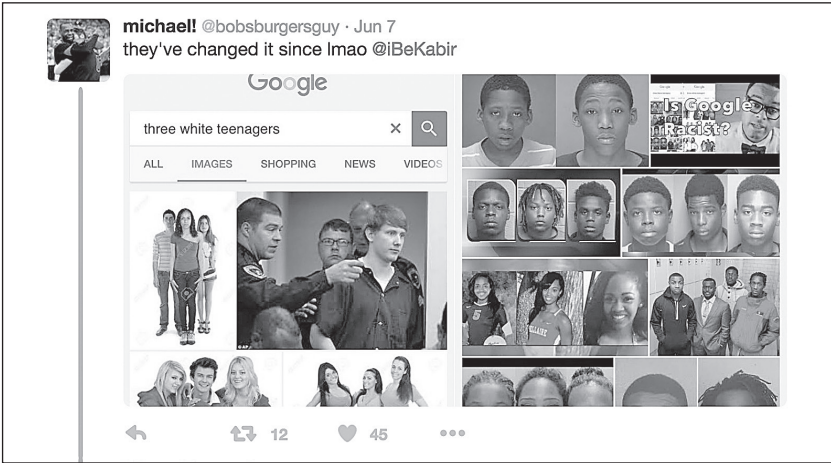 michael! @bobsburgersguy · Jun 7
they've changed it since lmao @iBeKabir
Google
three white teenagers ×
ALL IMAGES SHOPPING NEWS VIDEOS
Is Google
Racist?
12 45 •••